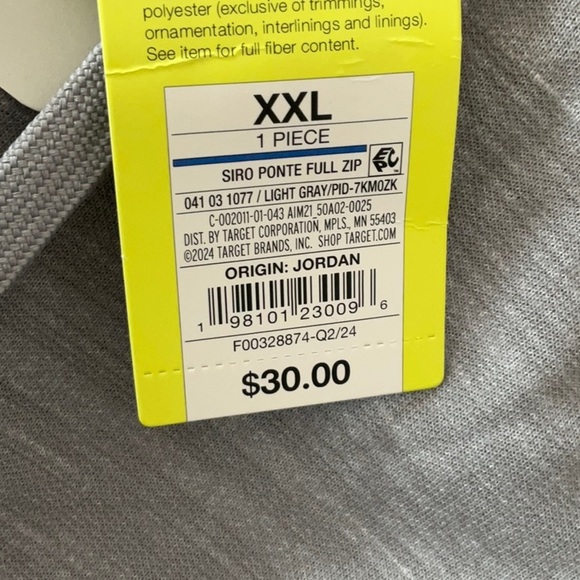 polyester (exclusive of trimmings,
ornamentation, interlinings and linings).
See item for full fiber content.
XXL
1 PIECE
SIRO PONTE FULL ZIP EPC
041 03 1077 / LIGHT GRAY/PID-7KM0ZK
C-002011-01-043 AIM21_50A02-0025
DIST. BY TARGET CORPORATION, MPLS., MN 55403
©2024 TARGET BRANDS, INC. SHOP TARGET.COM
ORIGIN: JORDAN
1 98101 23009 6
F00328874-Q2/24
$30.00